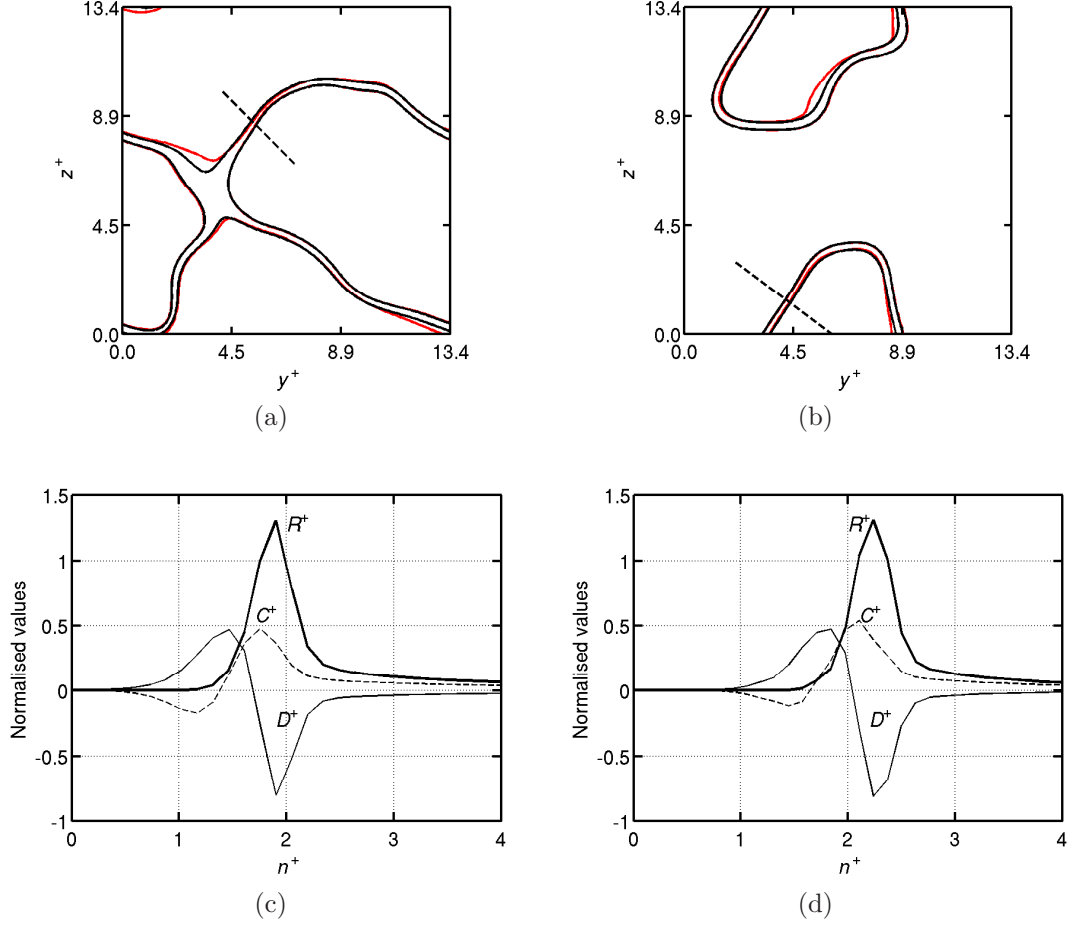 13.4
8.9
4.5
0.0
z+
0.0
4.5
8.9
13.4
y+
(a)
13.4
8.9
4.5
0.0
z+
0.0
4.5
8.9
13.4
y+
(b)
1.5
1
0.5
0
-0.5
-1
Normalised values
R+
C+
D+
0
1
2
3
4
n+
(c)
1.5
1
0.5
0
-0.5
-1
Normalised values
R+
C+
D+
0
1
2
3
4
n+
(d)